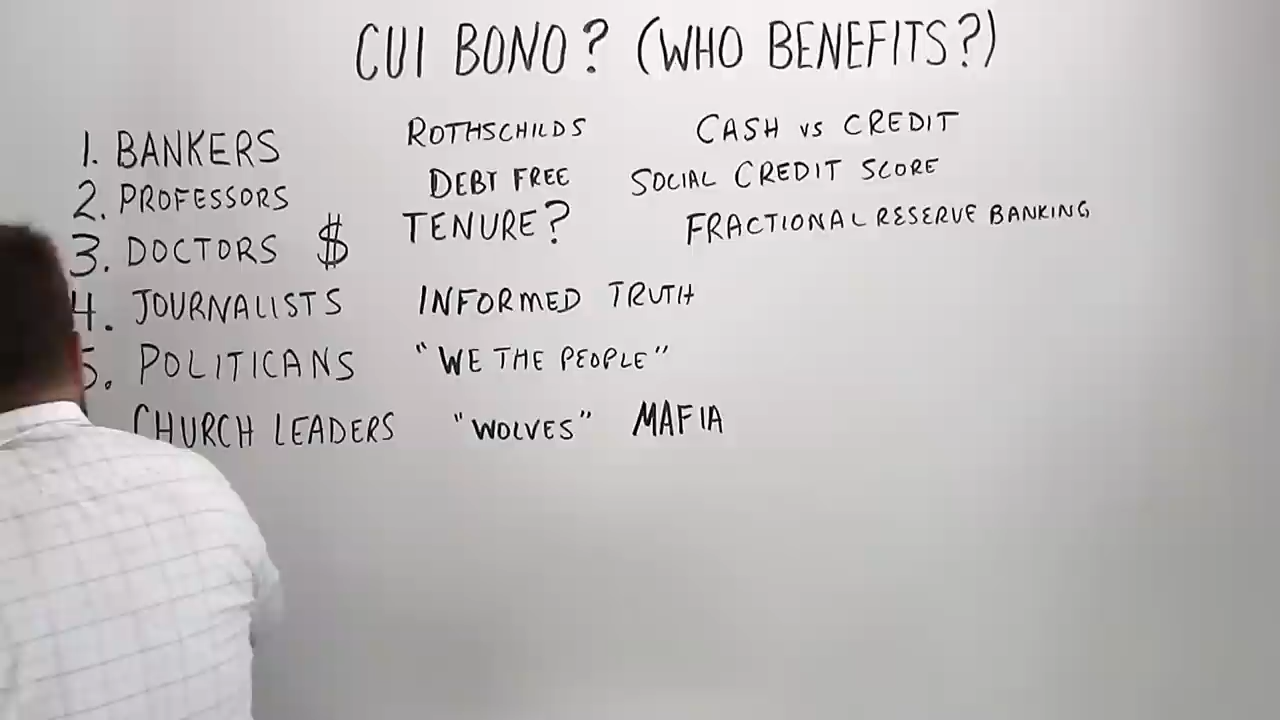 CUI BONO? (WHO BENEFITS?)
1. BANKERS ROTHSCHILDS CASH VS CREDIT
2. PROFESSORS DEBT FREE SOCIAL CREDIT SCORE
3. DOCTORS $ TENURE? FRACTIONAL RESERVE BANKING
4. JOURNALISTS INFORMED TRUTH
5. POLITICANS "WE THE PEOPLE"
CHURCH LEADERS "WOLVES" MAFIA